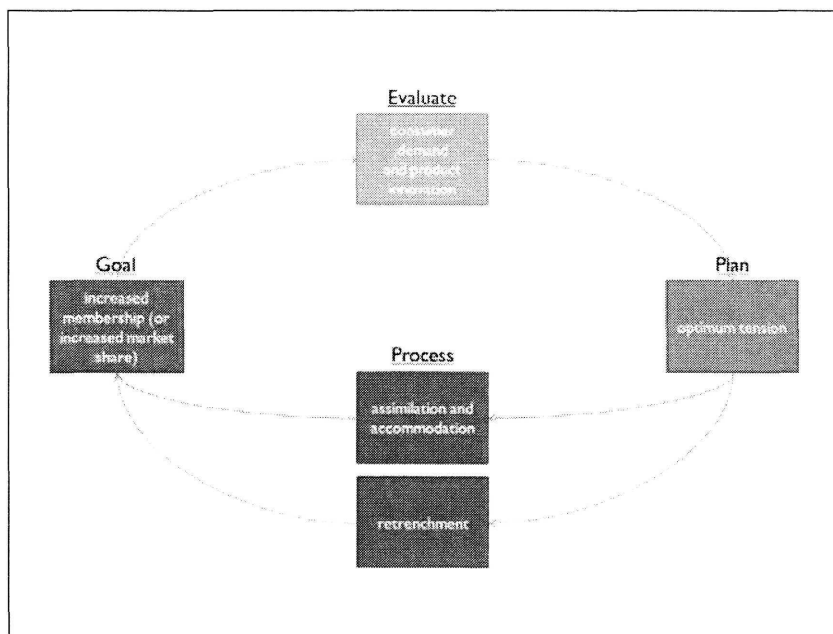 Evaluate
consumer
demand
and product
innovation
Goal
increased
membership (or
increased market
share)
Plan
optimum tension
Process
assimilation and
accommodation
retrenchment